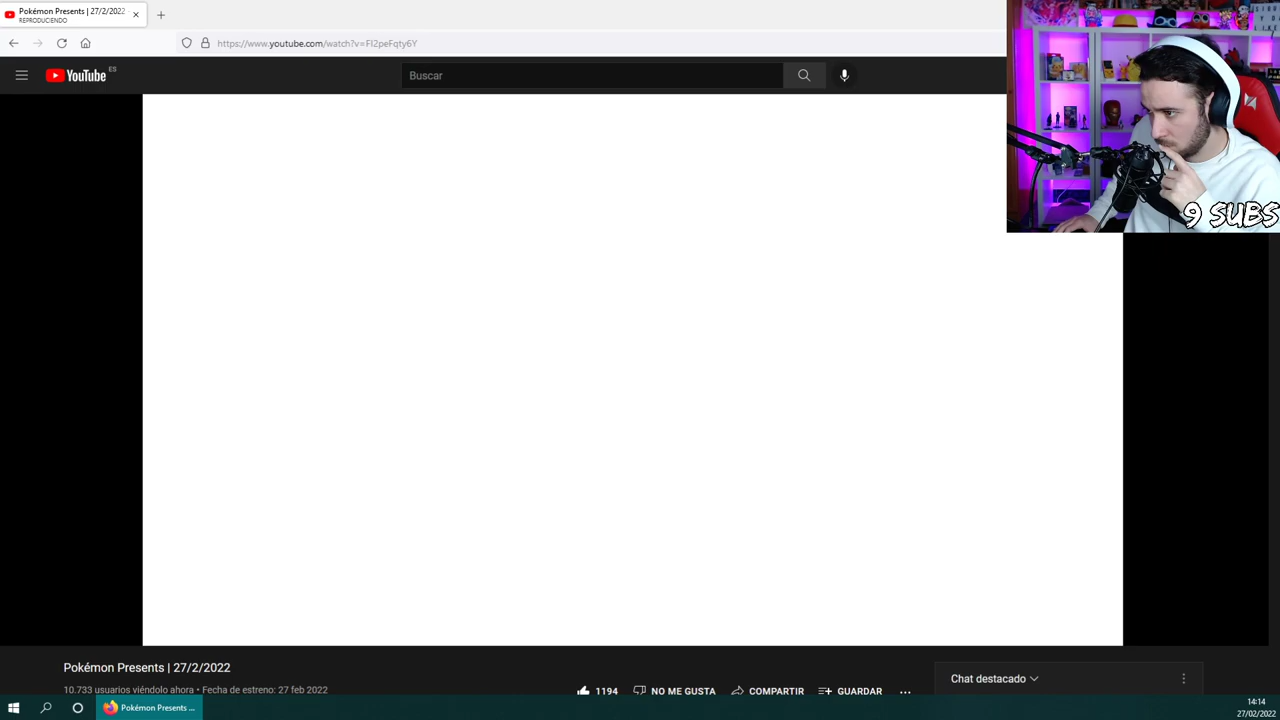 Pokémon Presents | 27/2/2022
REPRODUCIENDO
https://www.youtube.com/watch?v=Fl2peFqty6Y
YouTube ES
Buscar
9 SUBS
Pokémon Presents | 27/2/2022
10.733 usuarios viéndolo ahora • Fecha de estreno: 27 feb 2022
1194 NO ME GUSTA COMPARTIR GUARDAR ...
Chat destacado
Pokémon Presents ...
14:14
27/02/2022